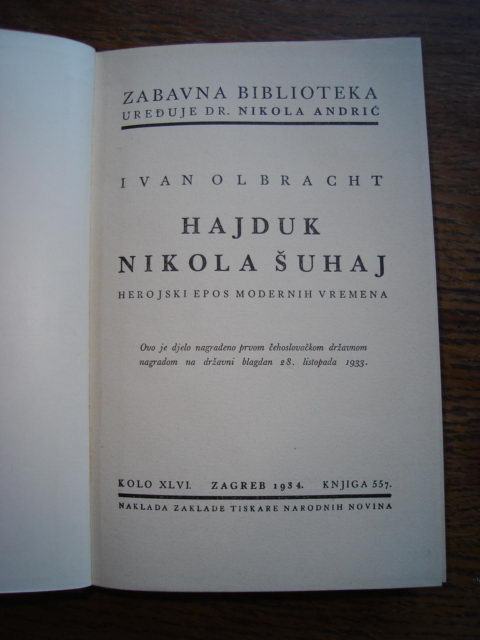 ZABAVNA BIBLIOTEKA
UREĐUJE DR. NIKOLA ANDRIĆ
IVAN OLBRACHT
HAJDUK
NIKOLA ŠUHAJ
HEROJSKI EPOS MODERNIH VREMENA
Ovo je djelo nagrađeno prvom čehoslovačkom državnom
nagradom na državni blagdan 28. listopada 1933.
KOLO XLVI. ZAGREB 1934. KNJIGA 557.
NAKLADA ZAKLADE TISKARE NARODNIH NOVINA